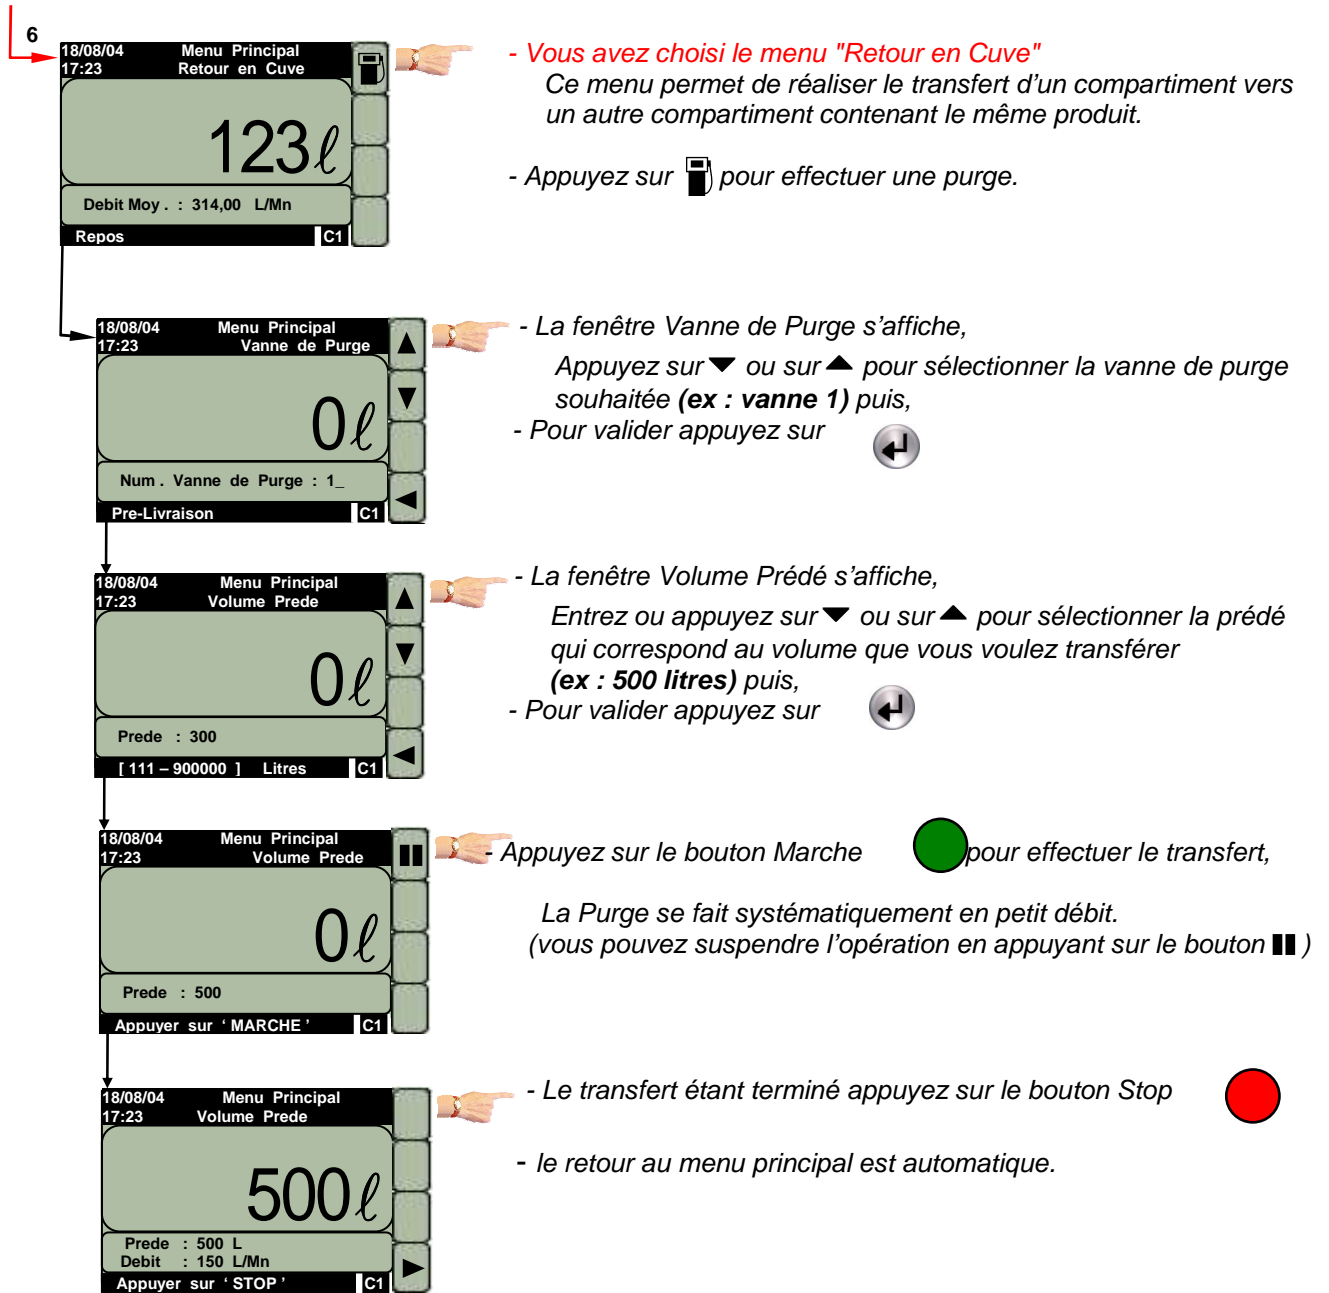 6
18/08/04 Menu Principal
17:23 Retour en Cuve
123ℓ
Debit Moy . : 314,00 L/Mn
Repos C1
- Vous avez choisi le menu "Retour en Cuve"
Ce menu permet de réaliser le transfert d’un compartiment vers
un autre compartiment contenant le même produit.
- Appuyez sur pour effectuer une purge.
18/08/04 Menu Principal
17:23 Vanne de Purge
0ℓ
Num . Vanne de Purge : 1_
Pre-Livraison C1
- La fenêtre Vanne de Purge s’affiche,
Appuyez sur ▼ ou sur ▲ pour sélectionner la vanne de purge
souhaitée (ex : vanne 1) puis,
- Pour valider appuyez sur
18/08/04 Menu Principal
17:23 Volume Prede
0ℓ
Prede : 300
[ 111 – 900000 ] Litres C1
- La fenêtre Volume Prédé s’affiche,
Entrez ou appuyez sur ▼ ou sur ▲ pour sélectionner la prédé
qui correspond au volume que vous voulez transférer
(ex : 500 litres) puis,
- Pour valider appuyez sur
18/08/04 Menu Principal
17:23 Volume Prede
0ℓ
Prede : 500
Appuyer sur ‘ MARCHE ’ C1
- Appuyez sur le bouton Marche pour effectuer le transfert,
La Purge se fait systématiquement en petit débit.
(vous pouvez suspendre l’opération en appuyant sur le bouton )
18/08/04 Menu Principal
17:23 Volume Prede
500ℓ
Prede : 500 L
Debit : 150 L/Mn
Appuyer sur ‘ STOP ’ C1
- Le transfert étant terminé appuyez sur le bouton Stop
- le retour au menu principal est automatique.